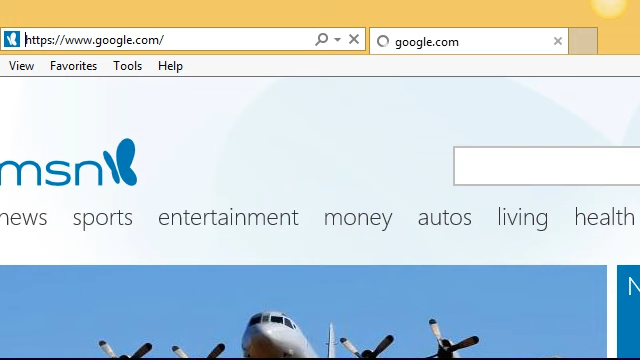 https://www.google.com/
google.com
View Favorites Tools Help
msn
news sports entertainment money autos living health
N